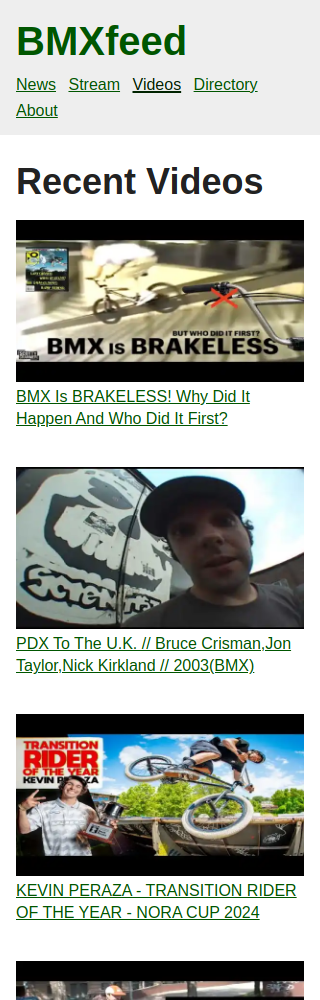 BMXfeed
News Stream Videos Directory
About
Recent Videos
BUT WHO DID IT FIRST?
BMX IS BRAKELESS
BMX Is BRAKELESS! Why Did It
Happen And Who Did It First?
PDX To The U.K. // Bruce Crisman,Jon
Taylor,Nick Kirkland // 2003(BMX)
TRANSITION
RIDER
OF THE YEAR
KEVIN PERAZA
KEVIN PERAZA - TRANSITION RIDER
OF THE YEAR - NORA CUP 2024